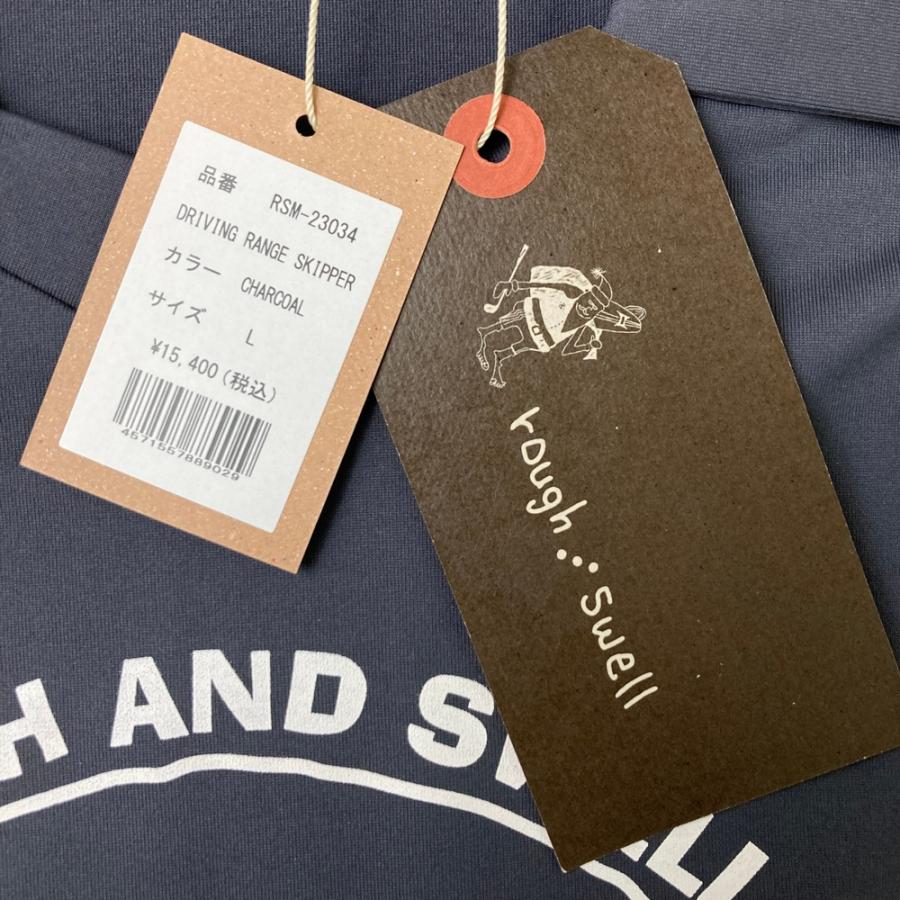 品番 RSM-23034
DRIVING RANGE SKIPPER
カラー CHARCOAL
サイズ L
¥15,400(税込)
4571557889029
rough∴swell
H AND S